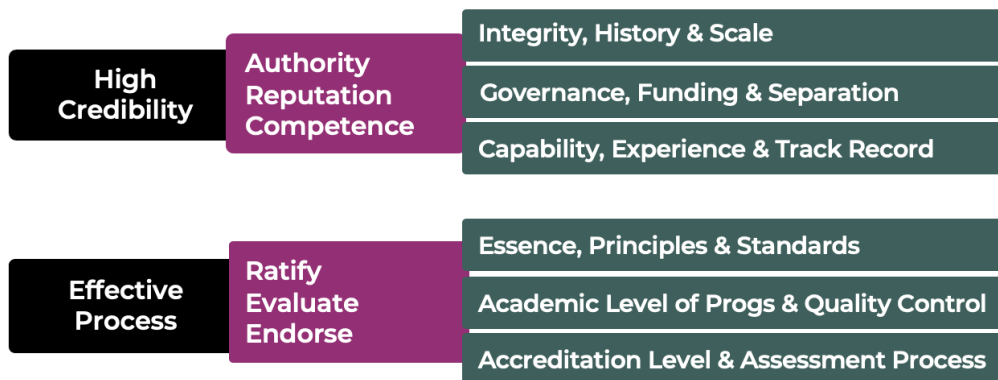 High
Credibility
Authority
Reputation
Competence
Integrity, History & Scale
Governance, Funding & Separation
Capability, Experience & Track Record
Effective
Process
Ratify
Evaluate
Endorse
Essence, Principles & Standards
Academic Level of Progs & Quality Control
Accreditation Level & Assessment Process